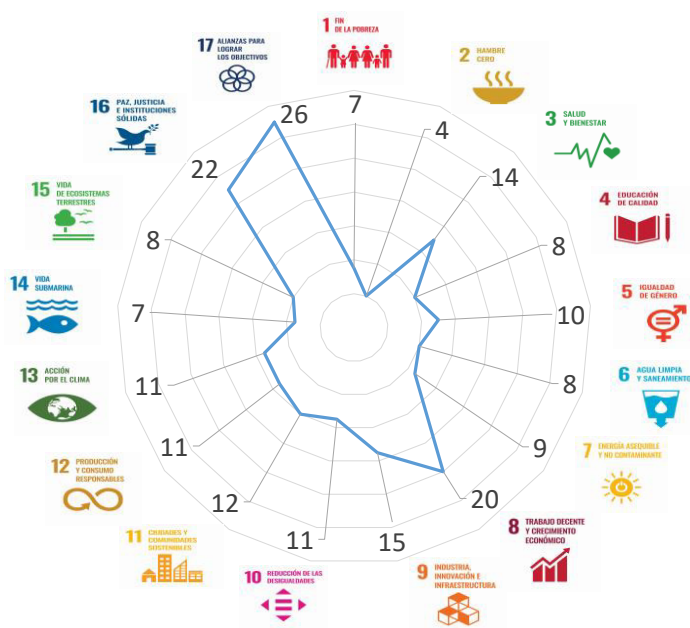 1 FIN
DE LA POBREZA
2 HAMBRE
CERO
3 SALUD
Y BIENESTAR
4 EDUCACIÓN
DE CALIDAD
5 IGUALDAD
DE GÉNERO
6 AGUA LIMPIA
Y SANEAMIENTO
7 ENERGÍA ASEQUIBLE
Y NO CONTAMINANTE
8 TRABAJO DECENTE
Y CRECIMIENTO
ECONÓMICO
9 INDUSTRIA,
INNOVACIÓN E
INFRAESTRUCTURA
10 REDUCCIÓN DE LAS
DESIGUALDADES
11 CIUDADES Y
COMUNIDADES
SOSTENIBLES
12 PRODUCCIÓN
Y CONSUMO
RESPONSABLES
13 ACCIÓN
POR EL CLIMA
14 VIDA
SUBMARINA
15 VIDA
DE ECOSISTEMAS
TERRESTRES
16 PAZ, JUSTICIA
E INSTITUCIONES
SÓLIDAS
17 ALIANZAS PARA
LOGRAR
LOS OBJECTIVOS
7
4
14
8
10
8
9
20
15
11
12
11
11
7
8
22
26